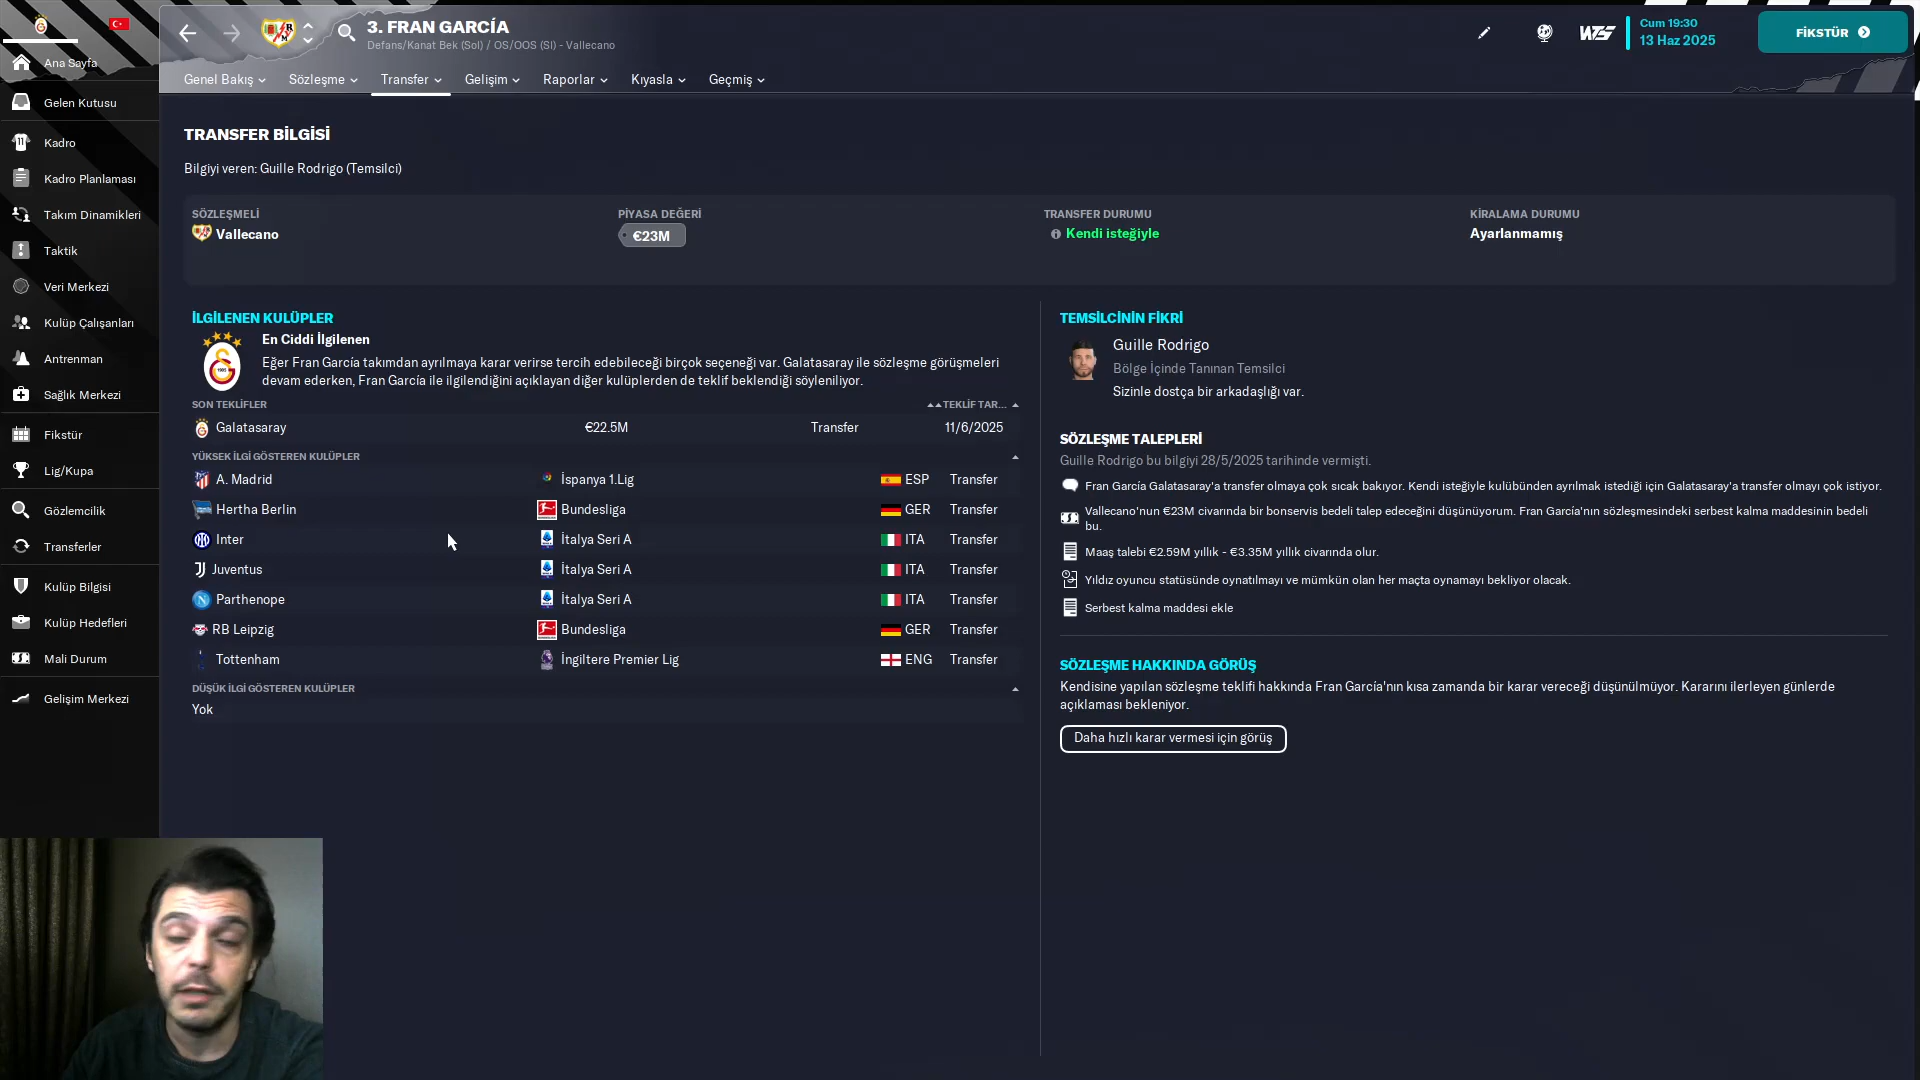 3. FRAN GARCÍA
Defans/Kanat Bek (Sol) / OS/OOS (Sl) - Vallecano
Cum 19:30
13 Haz 2025
FİKSTÜR
Ana Sayfa
Gelen Kutusu
Kadro
Kadro Planlaması
Takım Dinamikleri
Taktik
Veri Merkezi
Kulüp Çalışanları
Antrenman
Sağlık Merkezi
Fikstür
Lig/Kupa
Gözlemcilik
Transferler
Kulüp Bilgisi
Kulüp Hedefleri
Mali Durum
Gelişim Merkezi
Genel Bakış
Sözleşme
Transfer
Gelişim
Raporlar
Kıyasla
Geçmiş
TRANSFER BİLGİSİ
Bilgiyi veren: Guille Rodrigo (Temsilci)
SÖZLEŞMELİ
Vallecano
PİYASA DEĞERİ
€23M
TRANSFER DURUMU
Kendi isteğiyle
KİRALAMA DURUMU
Ayarlanmamış
İLGİLENEN KULÜPLER
En Ciddi İlgilenen
Eğer Fran García takımdan ayrılmaya karar verirse tercih edebileceği birçok seçeneği var. Galatasaray ile sözleşme görüşmeleri
devam ederken, Fran García ile ilgilendiğini açıklayan diğer kulüplerden de teklif beklendiği söyleniliyor.
SON TEKLİFLER TEKLİF TAR...
Galatasaray €22.5M Transfer 11/6/2025
YÜKSEK İLGİ GÖSTEREN KULÜPLER
A. Madrid İspanya 1.Lig ESP Transfer
Hertha Berlin Bundesliga GER Transfer
Inter İtalya Seri A ITA Transfer
Juventus İtalya Seri A ITA Transfer
Parthenope İtalya Seri A ITA Transfer
RB Leipzig Bundesliga GER Transfer
Tottenham İngiltere Premier Lig ENG Transfer
DÜŞÜK İLGİ GÖSTEREN KULÜPLER
Yok
TEMSİLCİNİN FİKRİ
Guille Rodrigo
Bölge İçinde Tanınan Temsilci
Sizinle dostça bir arkadaşlığı var.
SÖZLEŞME TALEPLERİ
Guille Rodrigo bu bilgiyi 28/5/2025 tarihinde vermişti.
Fran García Galatasaray'a transfer olmaya çok sıcak bakıyor. Kendi isteğiyle kulübünden ayrılmak istediği için Galatasaray'a transfer olmayı çok istiyor.
Vallecano'nun €23M civarında bir bonservis bedeli talep edeceğini düşünüyorum. Fran García'nın sözleşmesindeki serbest kalma maddesinin bedeli
bu.
Maaş talebi €2.59M yıllık - €3.35M yıllık civarında olur.
Yıldız oyuncu statüsünde oynatılmayı ve mümkün olan her maçta oynamayı bekliyor olacak.
Serbest kalma maddesi ekle
SÖZLEŞME HAKKINDA GÖRÜŞ
Kendisine yapılan sözleşme teklifi hakkında Fran García'nın kısa zamanda bir karar vereceği düşünülmüyor. Kararını ilerleyen günlerde
açıklaması bekleniyor.
Daha hızlı karar vermesi için görüş